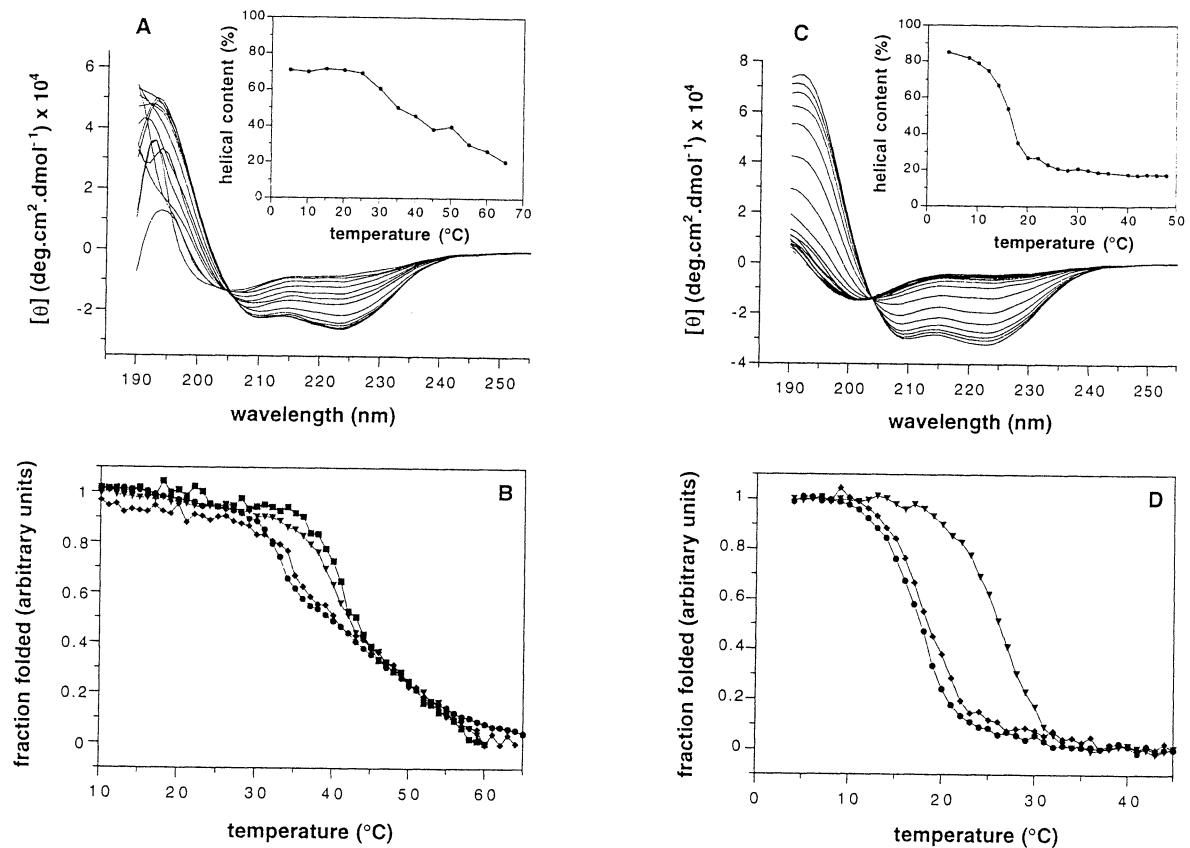 A
[θ] (deg.cm².dmol⁻¹) x 10⁴
6
4
2
0
-2
190 200 210 220 230 240 250
wavelength (nm)
helical content (%)
100
80
60
40
20
0
0 10 20 30 40 50 60 70
temperature (°C)
C
[θ] (deg.cm².dmol⁻¹) x 10⁴
8
6
4
2
0
-2
-4
190 200 210 220 230 240 250
wavelength (nm)
helical content (%)
100
80
60
40
20
0
0 10 20 30 40 50
temperature (°C)
B
fraction folded (arbitrary units)
1
0.8
0.6
0.4
0.2
0
10 20 30 40 50 60
temperature (°C)
D
fraction folded (arbitrary units)
1
0.8
0.6
0.4
0.2
0
0 10 20 30 40
temperature (°C)